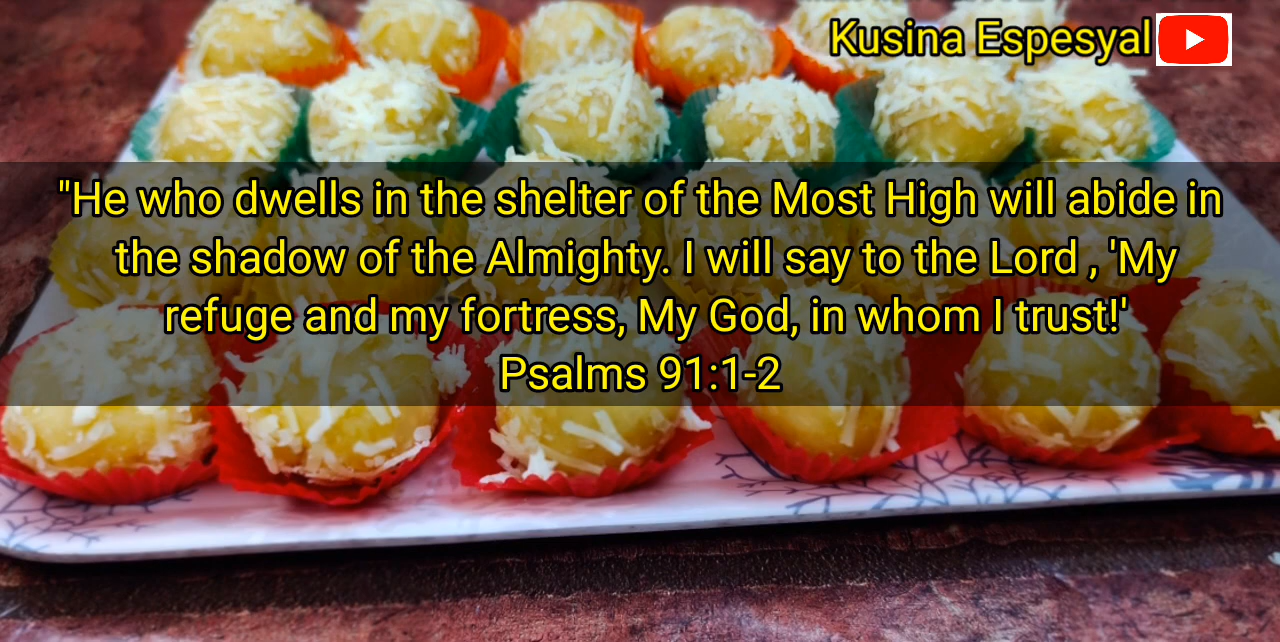 Kusina Espesyal
"He who dwells in the shelter of the Most High will abide in
the shadow of the Almighty. I will say to the Lord , 'My
refuge and my fortress, My God, in whom I trust!'
Psalms 91:1-2